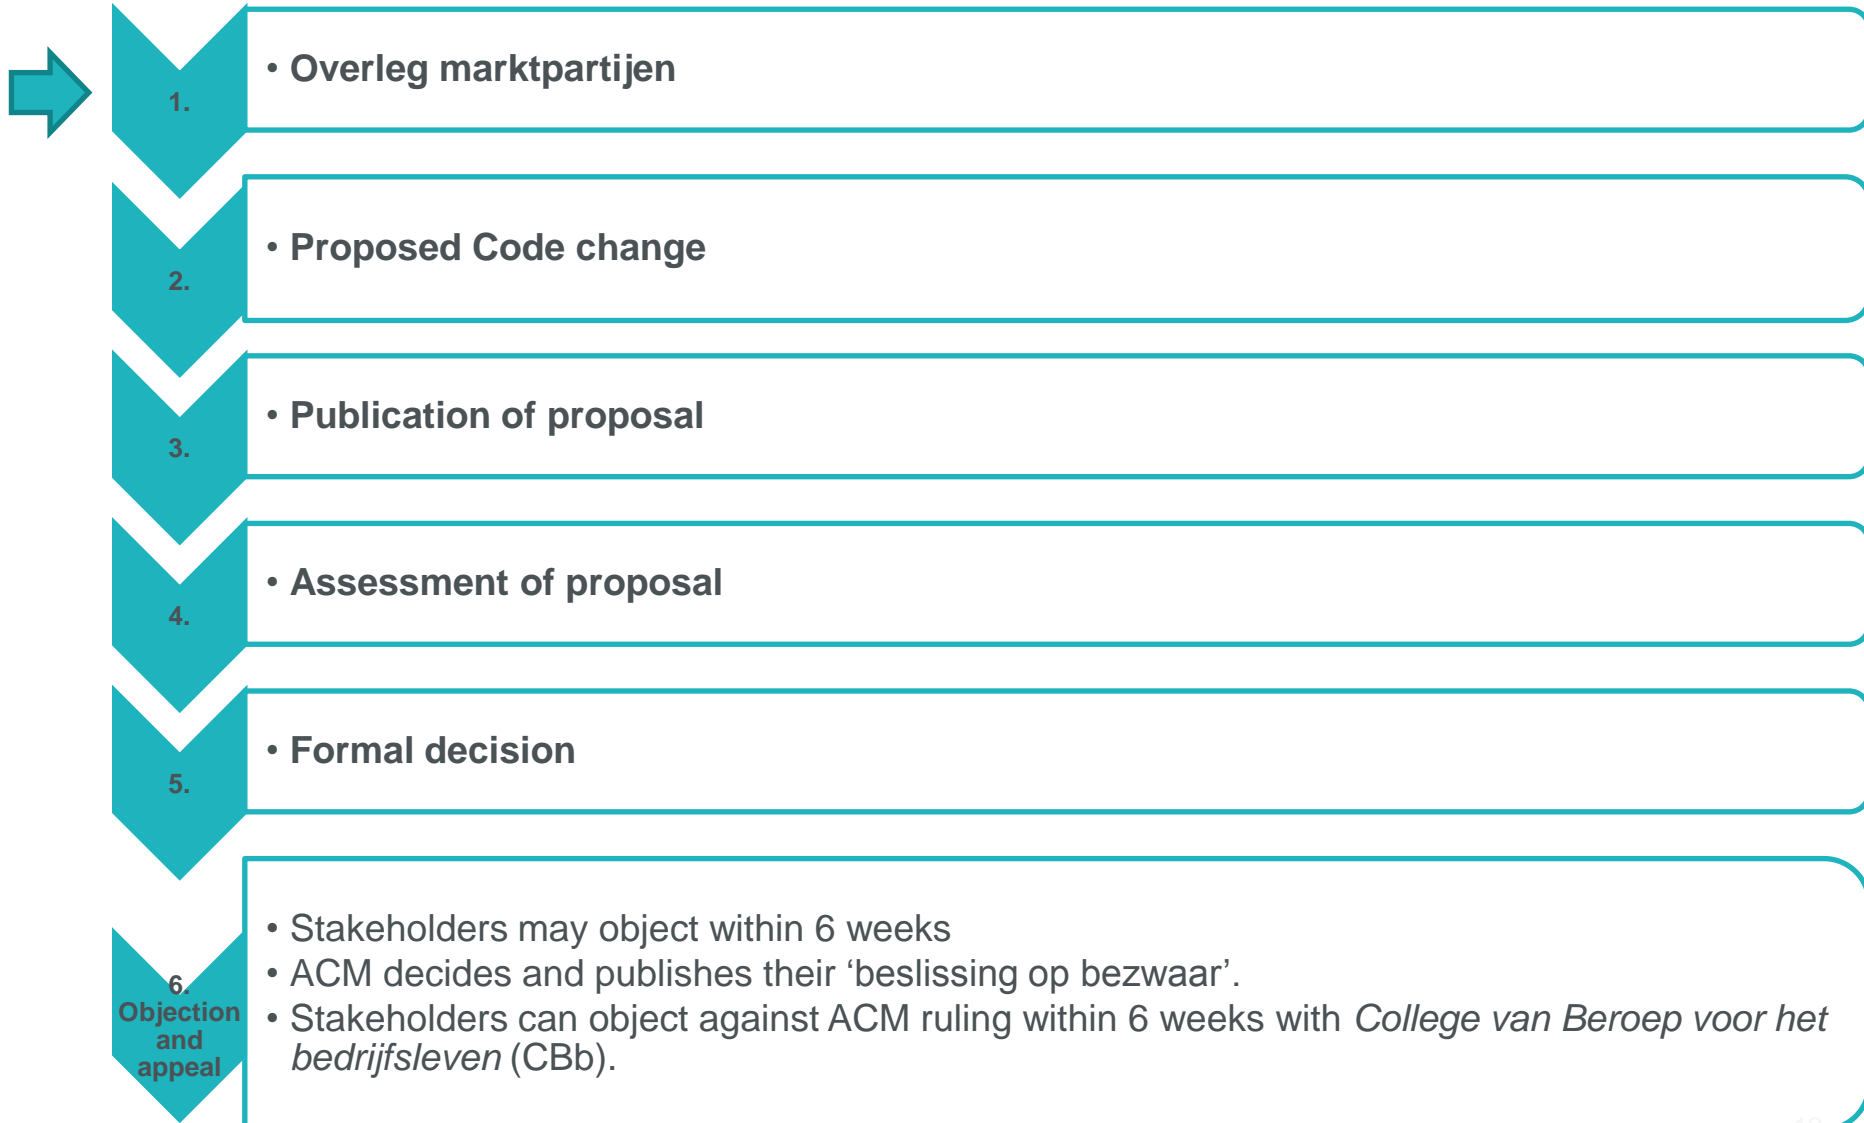 1.
• Overleg marktpartijen
2.
• Proposed Code change
3.
• Publication of proposal
4.
• Assessment of proposal
5.
• Formal decision
6.
Objection
and
appeal
• Stakeholders may object within 6 weeks
• ACM decides and publishes their ‘beslissing op bezwaar’.
• Stakeholders can object against ACM ruling within 6 weeks with College van Beroep voor het
bedrijfsleven (CBb).